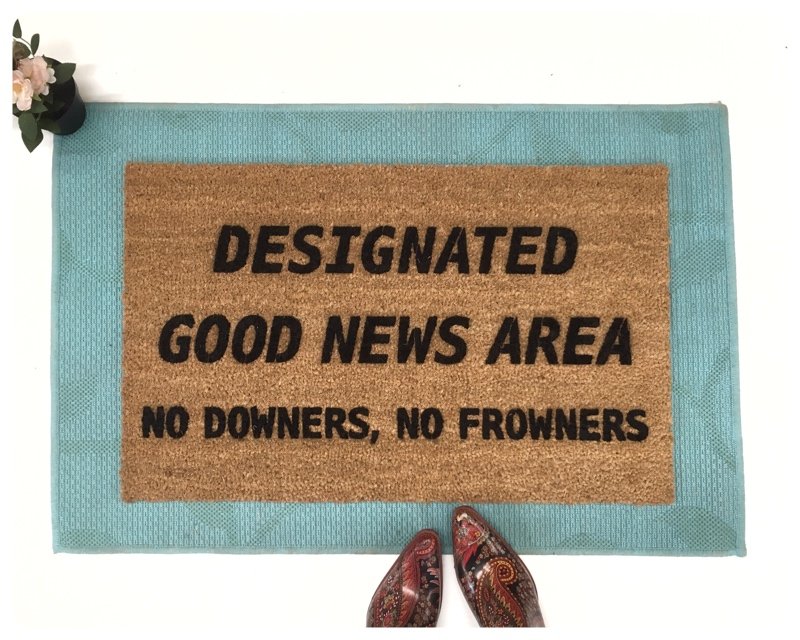 DESIGNATED
GOOD NEWS AREA
NO DOWNERS, NO FROWNERS